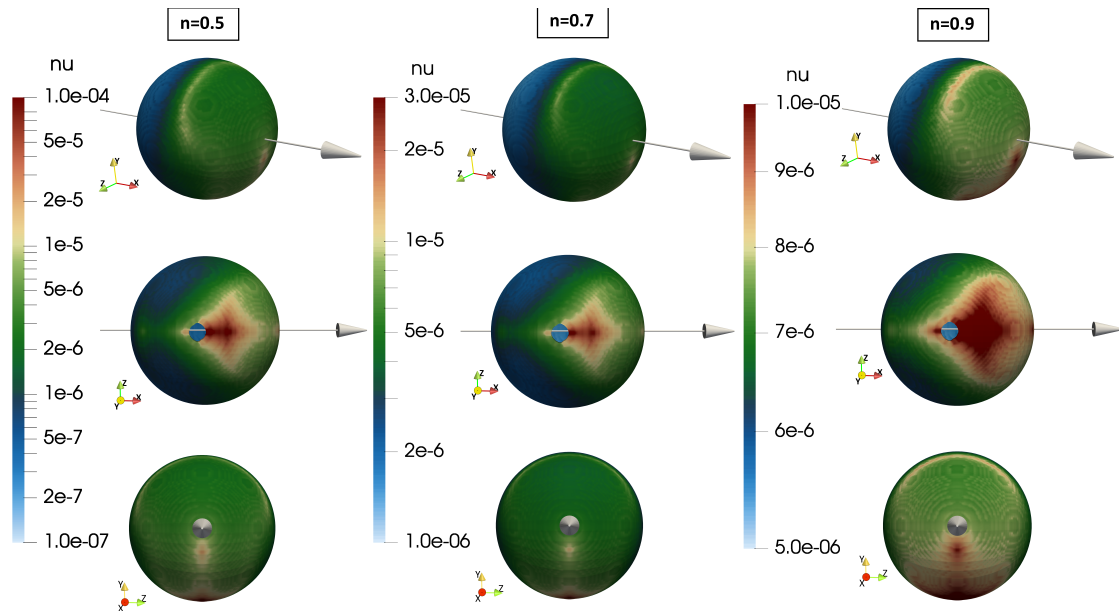 n=0.5
n=0.7
n=0.9
nu
1.0e-04
5e-5
2e-5
1e-5
5e-6
2e-6
1e-6
5e-7
2e-7
1.0e-07
nu
3.0e-05
2e-5
1e-5
5e-6
2e-6
1.0e-06
nu
1.0e-05
9e-6
8e-6
7e-6
6e-6
5.0e-06
Y
Z
X
Y
Z
X
Y
Z
X
Z
Y
X
Z
Y
X
Z
Y
X
Y
X
Z
Y
X
Z
Y
X
Z